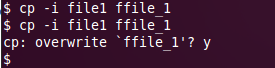 $ cp -i file1 ffile_1
$ cp -i file1 ffile_1
cp: overwrite `ffile_1'? y
$